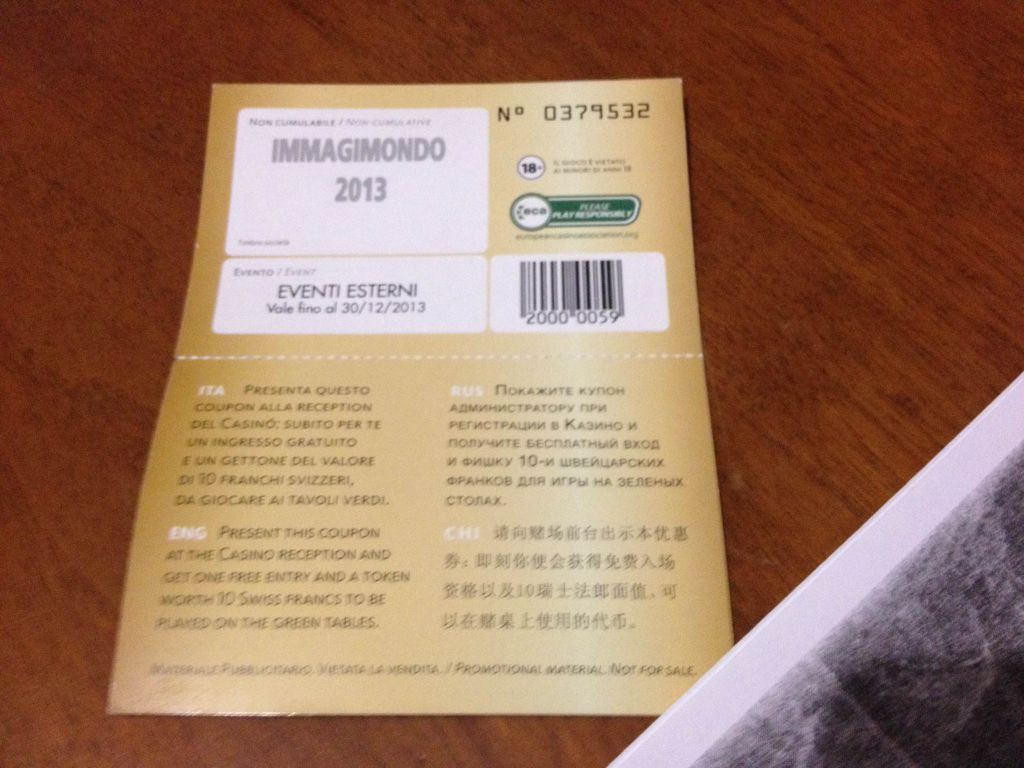 NON CUMULABILE / NON-CUMULATIVE
IMMAGIMONDO
2013
Timbro società
Nº 0379532
18+
IL GIOCO È VIETATO
AI MINORI DI ANNI 18
eca
PLEASE
PLAY RESPONSIBLY
europeancasinoassociation.org
EVENTO / EVENT
EVENTI ESTERNI
Vale fino al 30/12/2013
2000 0059
ITA PRESENTA QUESTO
COUPON ALLA RECEPTION
DEL CASINÒ: SUBITO PER TE
UN INGRESSO GRATUITO
E UN GETTONE DEL VALORE
DI 10 FRANCHI SVIZZERI,
DA GIOCARE AI TAVOLI VERDI.
RUS ПОКАЖИТЕ КУПОН
АДМИНИСТРАТОРУ ПРИ
РЕГИСТРАЦИИ В КАЗИНО И
ПОЛУЧИТЕ БЕСПЛАТНЫЙ ВХОД
И ФИШКУ 10-И ШВЕЙЦАРСКИХ
ФРАНКОВ ДЛЯ ИГРЫ НА ЗЕЛЕНЫХ
СТОЛАХ.
ENG PRESENT THIS COUPON
AT THE CASINO RECEPTION AND
GET ONE FREE ENTRY AND A TOKEN
WORTH 10 SWISS FRANCS TO BE
PLAYED ON THE GREEN TABLES.
CHI 请向赌场前台出示本优惠
券：即刻你便会获得免费入场
资格以及10瑞士法郎面值、可
以在赌桌上使用的代币。
MATERIALE PUBBLICITARIO. VIETATA LA VENDITA. / PROMOTIONAL MATERIAL. NOT FOR SALE.